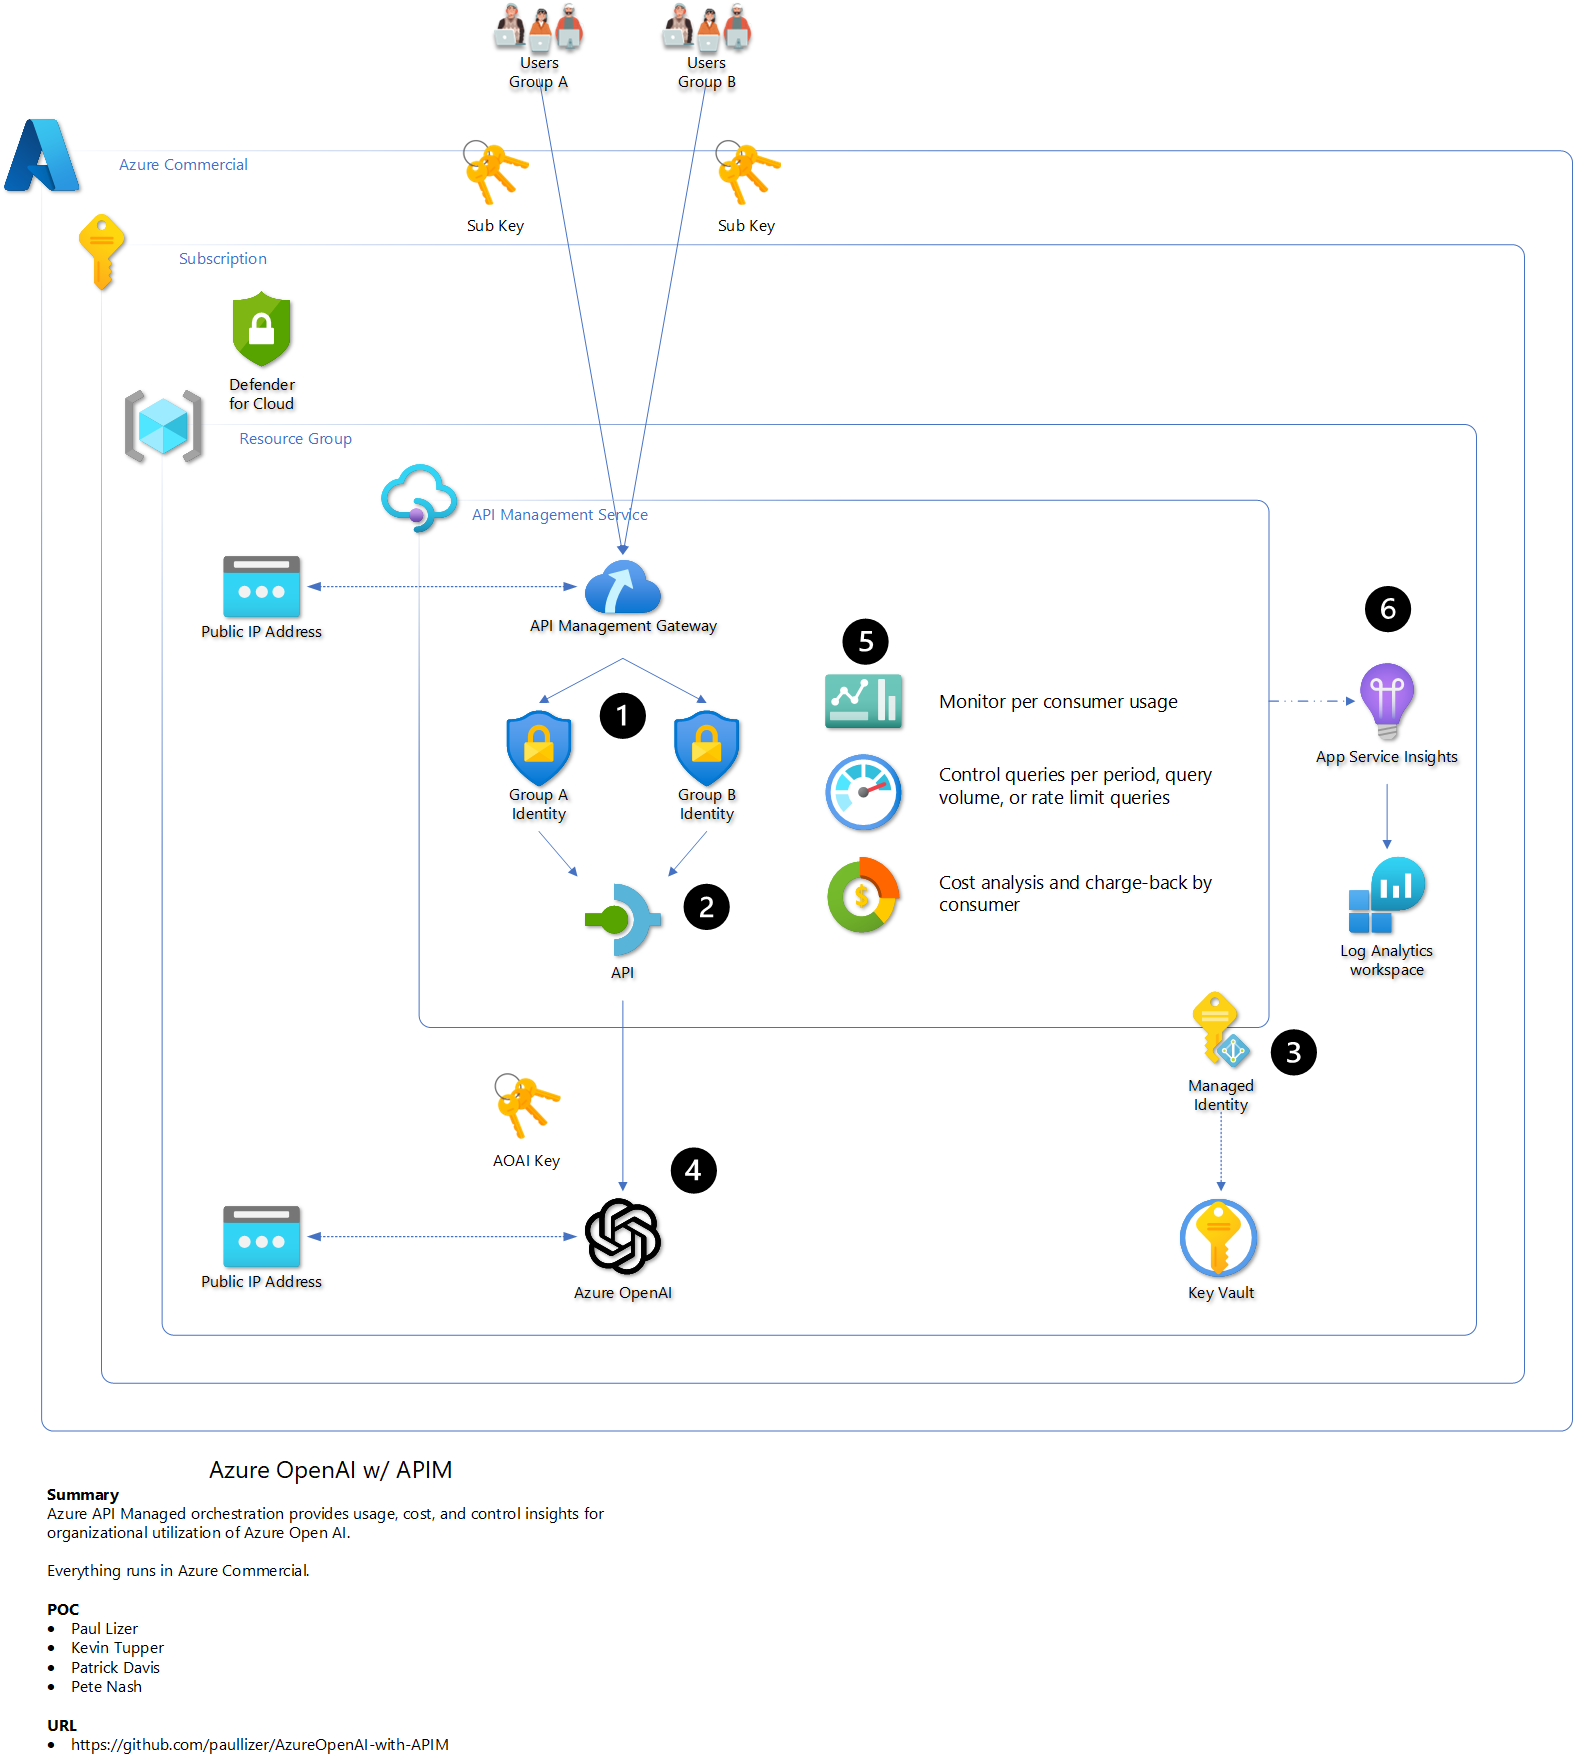 Users
Group A
Users
Group B
Azure Commercial
Sub Key
Sub Key
Subscription
Defender
for Cloud
Resource Group
API Management Service
Public IP Address
API Management Gateway
1
Group A
Identity
Group B
Identity
2
API
5
Monitor per consumer usage
Control queries per period, query
volume, or rate limit queries
Cost analysis and charge-back by
consumer
6
App Service Insights
Log Analytics
workspace
Managed
Identity
3
AOAI Key
4
Public IP Address
Azure OpenAI
Key Vault
Azure OpenAI w/ APIM
Summary
Azure API Managed orchestration provides usage, cost, and control insights for
organizational utilization of Azure Open AI.
Everything runs in Azure Commercial.
POC
• Paul Lizer
• Kevin Tupper
• Patrick Davis
• Pete Nash
URL
• https://github.com/paullizer/AzureOpenAI-with-APIM